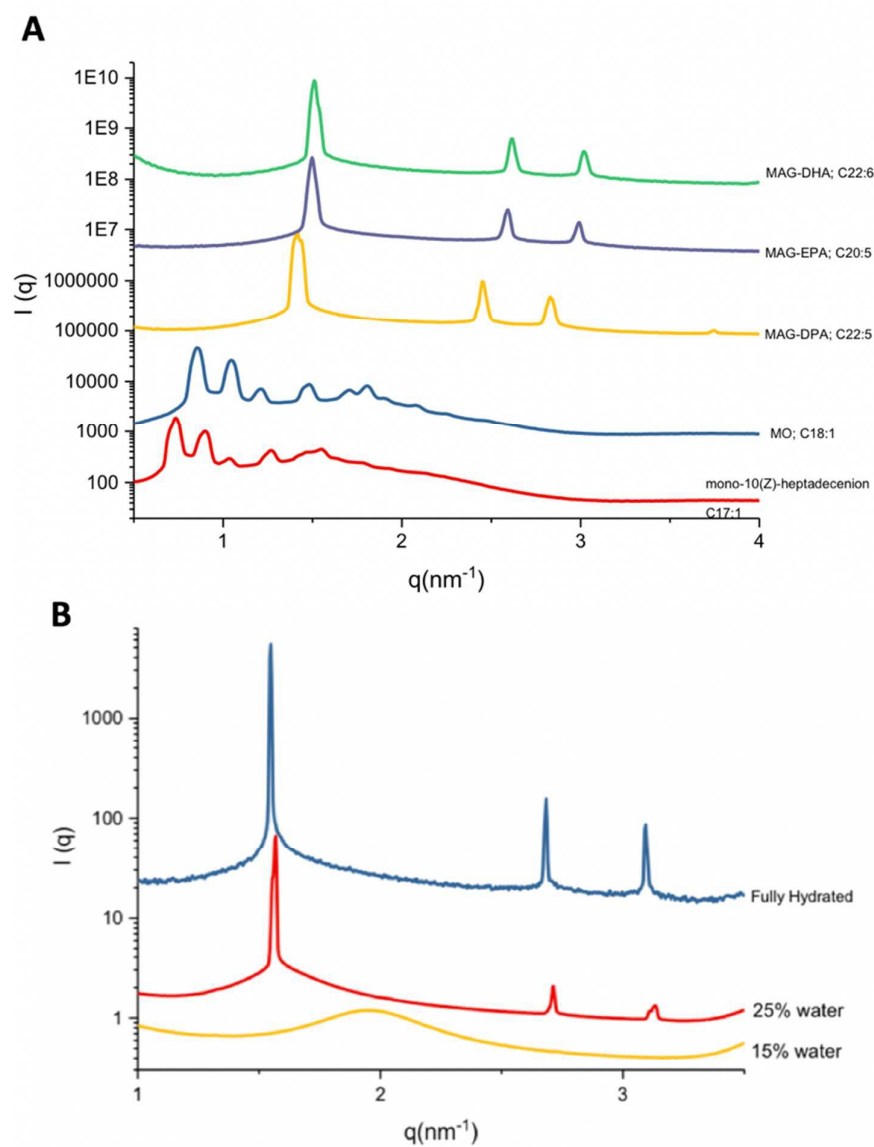 A
1E10
1E9
1E8
1E7
1000000
100000
10000
1000
100
I (q)
MAG-DHA; C22:6
MAG-EPA; C20:5
MAG-DPA; C22:5
MO; C18:1
mono-10(Z)-heptadecenion
C17:1
1 2 3 4
q(nm⁻¹)
B
1000
100
10
1
I (q)
Fully Hydrated
25% water
15% water
1 2 3
q(nm⁻¹)